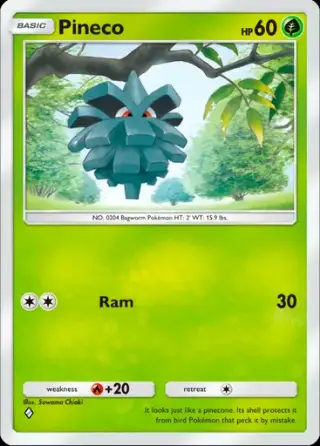 BASIC Pineco HP60
NO. 0204 Bagworm Pokémon HT: 2' WT: 15.9 lbs.
Ram 30
weakness +20 retreat
Illus. Suwama Chiaki
It looks just like a pinecone. Its shell protects it
from bird Pokémon that peck it by mistake.